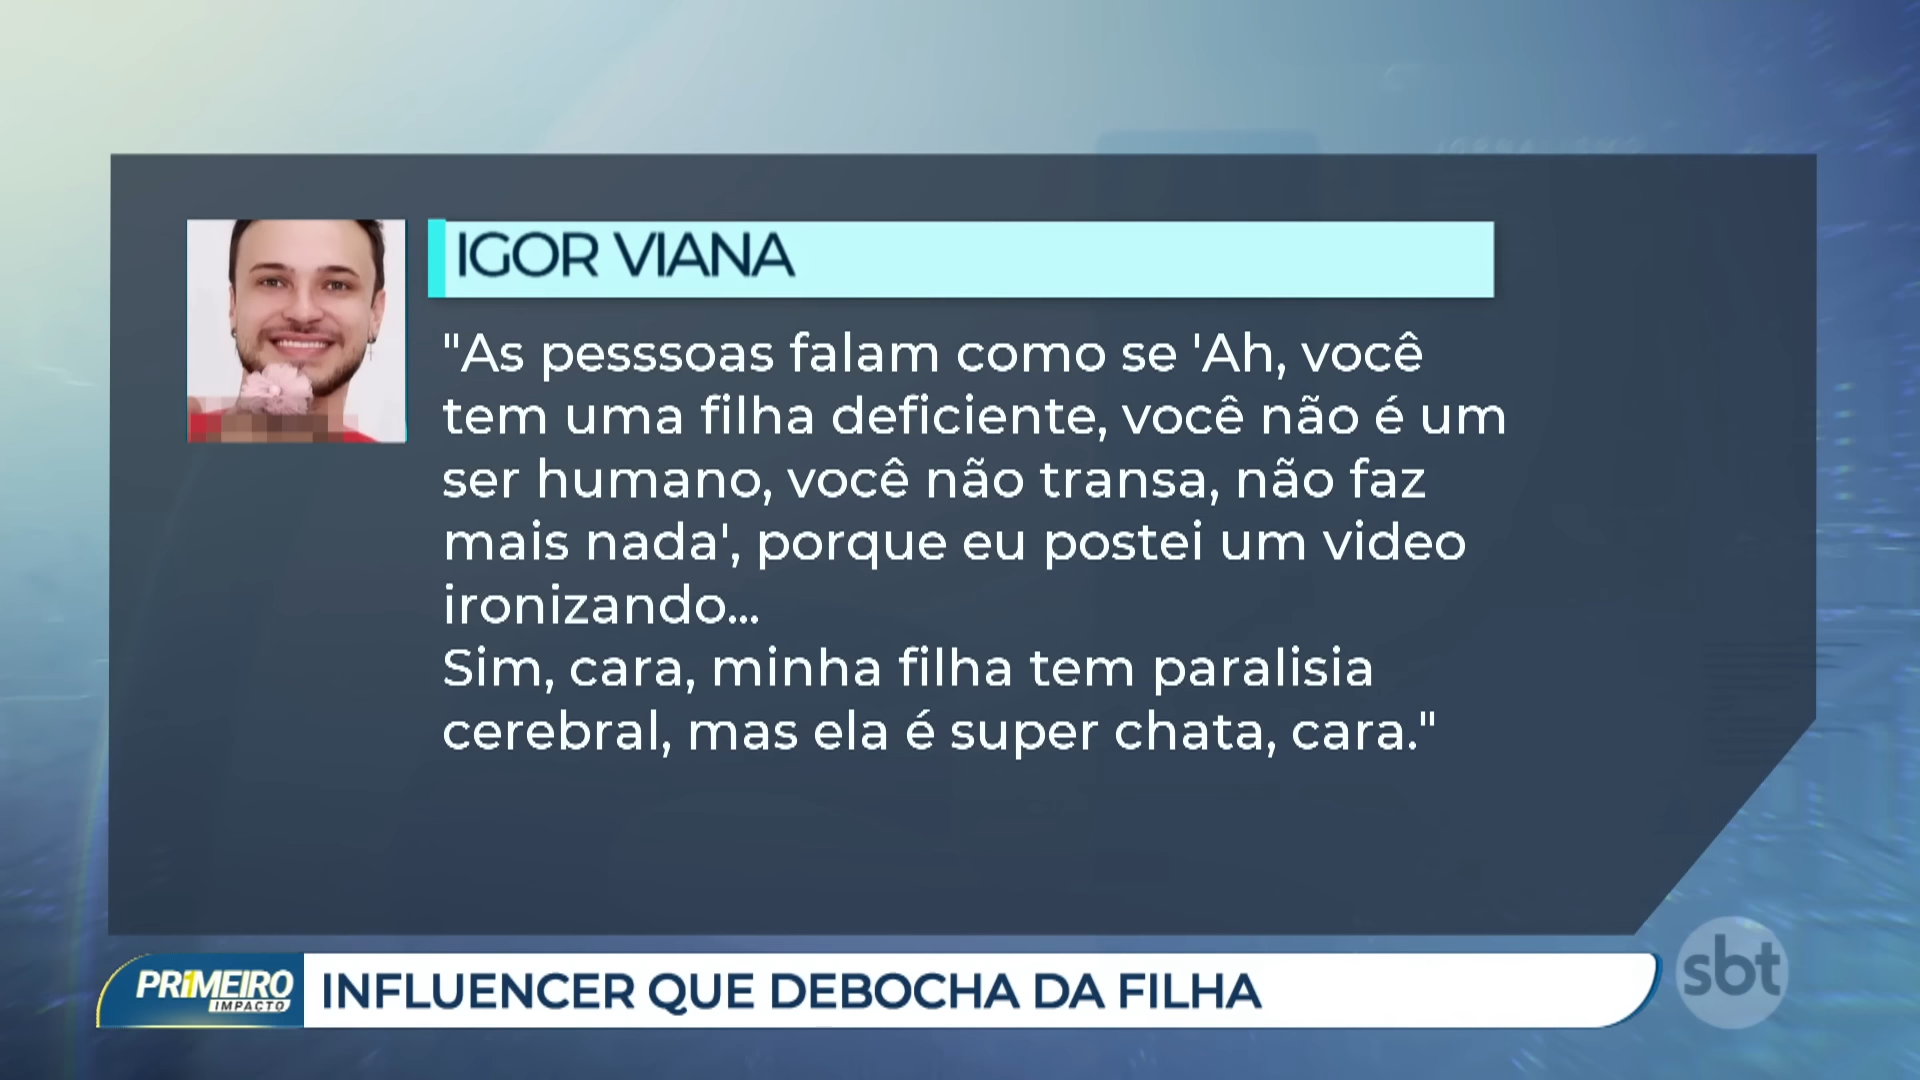 IGOR VIANA
"As pesssoas falam como se 'Ah, você
tem uma filha deficiente, você não é um
ser humano, você não transa, não faz
mais nada', porque eu postei um video
ironizando...
Sim, cara, minha filha tem paralisia
cerebral, mas ela é super chata, cara."
PRIMEIRO
IMPACTO
INFLUENCER QUE DEBOCHA DA FILHA
sbt